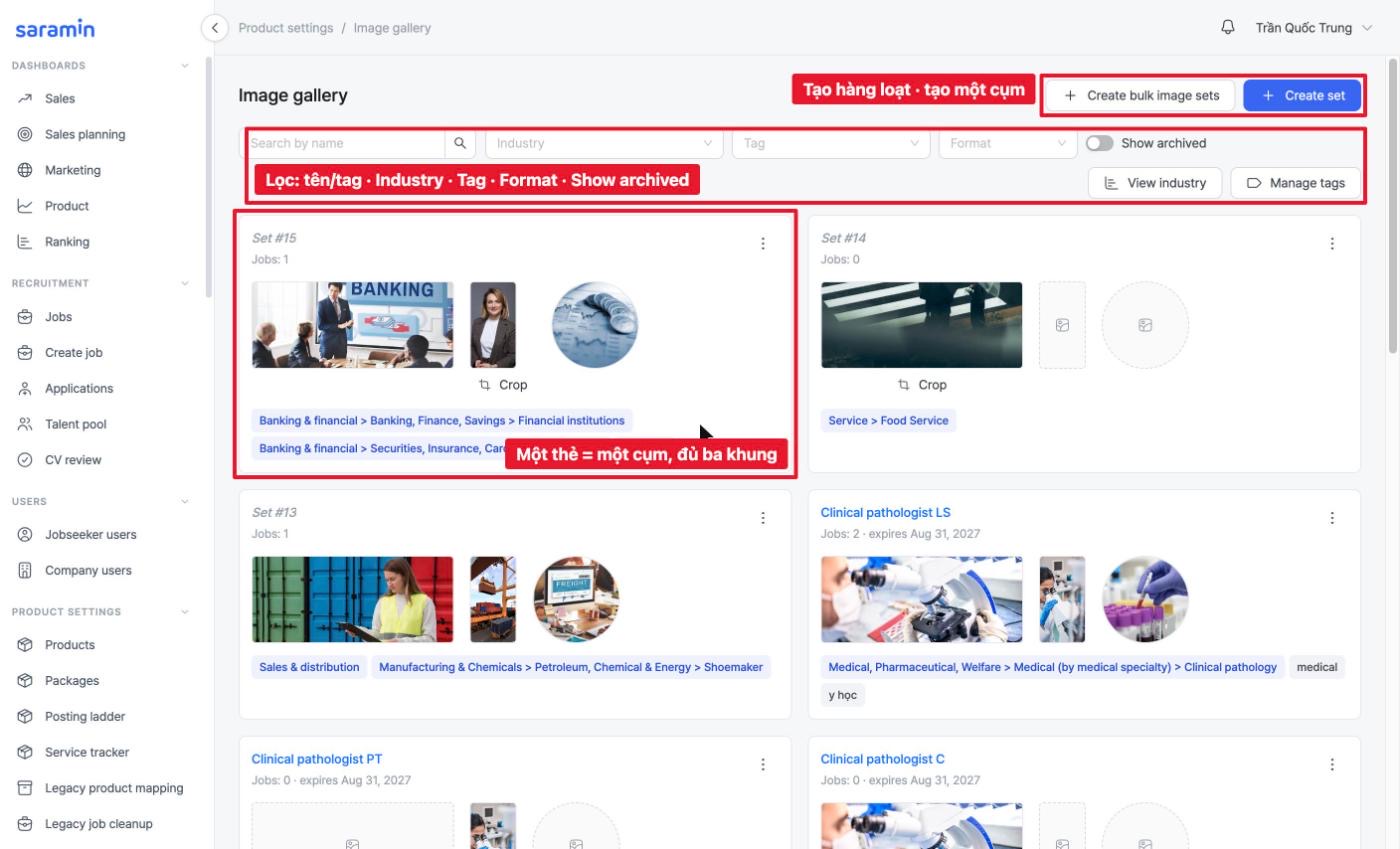 saramin
Product settings / Image gallery
Trần Quốc Trung
DASHBOARDS
Sales
Sales planning
Marketing
Product
Ranking
RECRUITMENT
Jobs
Create job
Applications
Talent pool
CV review
USERS
Jobseeker users
Company users
PRODUCT SETTINGS
Products
Packages
Posting ladder
Service tracker
Legacy product mapping
Legacy job cleanup
Image gallery
Tạo hàng loạt · tạo một cụm
Create bulk image sets
Create set
Search by name
Industry
Tag
Format
Show archived
Lọc: tên/tag · Industry · Tag · Format · Show archived
View industry
Manage tags
Set #15
Jobs: 1
BANKING
Crop
Banking & financial > Banking, Finance, Savings > Financial institutions
Banking & financial > Securities, Insurance,
Một thẻ = một cụm, đủ ba khung
Set #14
Jobs: 0
Crop
Service > Food Service
Set #13
Jobs: 1
FREIGHT
Sales & distribution
Manufacturing & Chemicals > Petroleum, Chemical & Energy > Shoemaker
Clinical pathologist LS
Jobs: 2 · expires Aug 31, 2027
Medical, Pharmaceutical, Welfare > Medical (by medical specialty) > Clinical pathology
medical
y học
Clinical pathologist PT
Jobs: 0 · expires Aug 31, 2027
Clinical pathologist C
Jobs: 0 · expires Aug 31, 2027